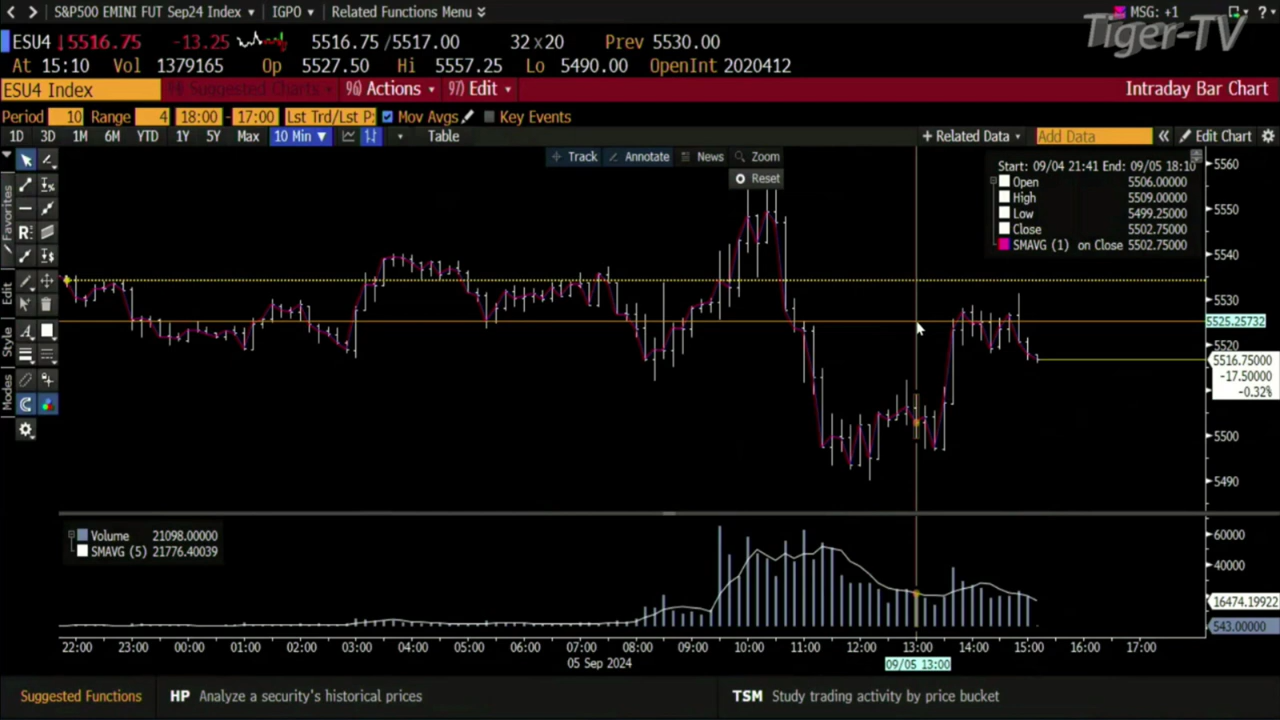 S&P500 EMINI FUT Sep24 Index IGPO Related Functions Menu MSG: +1 ?
Tiger-TV
ESU4 5516.75 -13.25 5516.75 /5517.00 32x20 Prev 5530.00
At 15:10 Vol 1379165 Op 5527.50 Hi 5557.25 Lo 5490.00 OpenInt 2020412
ESU4 Index 96) Suggested Charts 96) Actions 97) Edit Intraday Bar Chart
Period 10 Range 4 18:00 - 17:00 Lst Trd/Lst P: Mov Avgs Key Events
1D 3D 1M 6M YTD 1Y 5Y Max 10 Min ▼ Table + Related Data Add Data « Edit Chart
Track Annotate News Zoom
Reset
Start: 09/04 21:41 End: 09/05 18:10
Open 5506.00000
High 5509.00000
Low 5499.25000
Close 5502.75000
SMAVG (1) on Close 5502.75000
Favorites
Edit
Style
Modes
5560
5550
5540
5530
5525.25732
5520
5516.75000
-17.50000
-0.32%
5500
5490
Volume 21098.00000
SMAVG (5) 21776.40039
60000
40000
16474.19922
543.00000
22:00 23:00 00:00 01:00 02:00 03:00 04:00 05:00 06:00 07:00 08:00 09:00 10:00 11:00 12:00 13:00 14:00 15:00 16:00 17:00
05 Sep 2024 09/05 13:00
Suggested Functions HP Analyze a security's historical prices TSM Study trading activity by price bucket